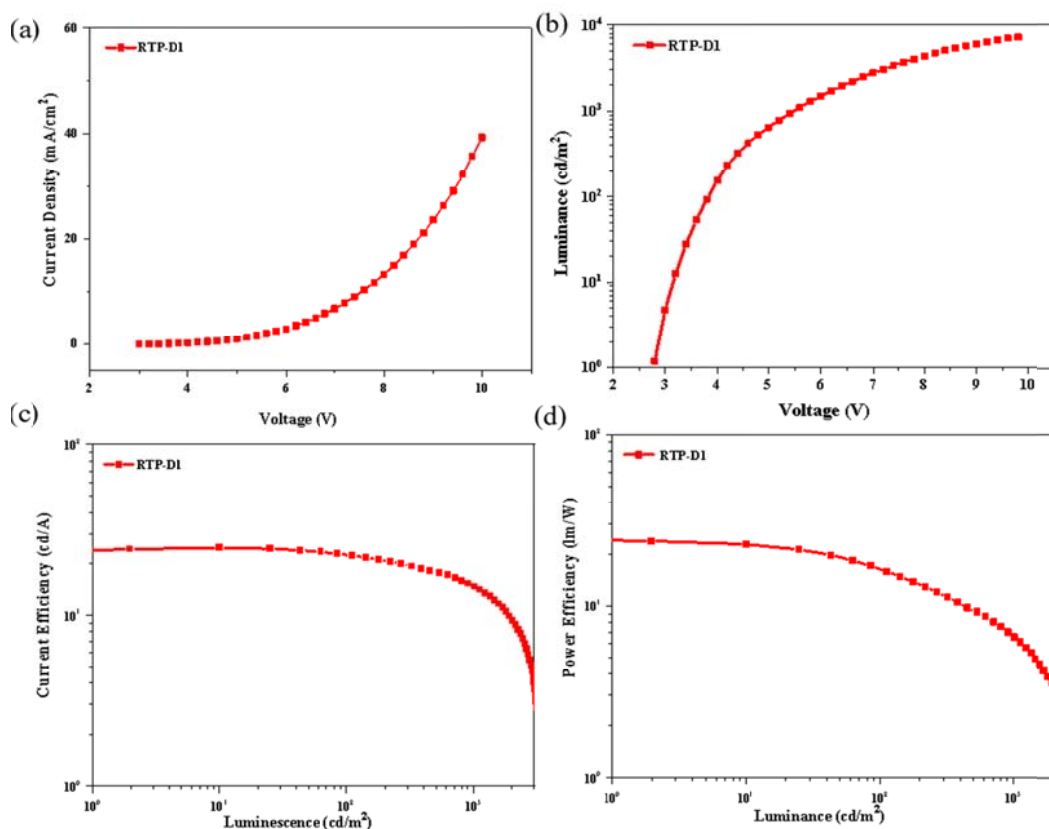 (a)
RTP-D1
Current Density (mA/cm²)
60
40
20
0
2
4
6
8
10
Voltage (V)
(b)
RTP-D1
Luminance (cd/m²)
10⁴
10³
10²
10¹
10⁰
2
3
4
5
6
7
8
9
10
Voltage (V)
(c)
RTP-D1
Current Efficiency (cd/A)
10²
10¹
10⁰
10⁰
10¹
10²
10³
Luminescence (cd/m²)
(d)
RTP-D1
Power Efficiency (lm/W)
10²
10¹
10⁰
10⁰
10¹
10²
10³
Luminance (cd/m²)